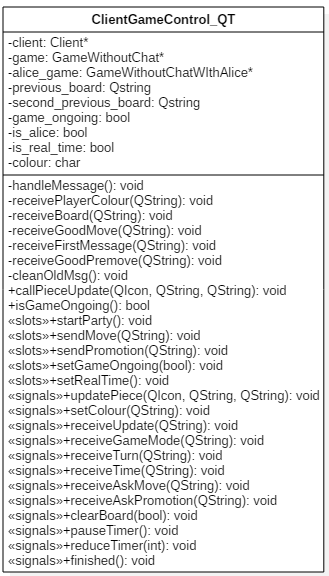 ClientGameControl_QT
-client: Client*
-game: GameWithoutChat*
-alice_game: GameWithoutChatWIthAlice*
-previous_board: Qstring
-second_previous_board: Qstring
-game_ongoing: bool
-is_alice: bool
-is_real_time: bool
-colour: char
-handleMessage(): void
-receivePlayerColour(QString): void
-receiveBoard(QString): void
-receiveGoodMove(QString): void
-receiveFirstMessage(QString): void
-receiveGoodPremove(QString): void
-cleanOldMsg(): void
+callPieceUpdate(QIcon, QString, QString): void
+isGameOngoing(): bool
«slots»+startParty(): void
«slots»+sendMove(QString): void
«slots»+sendPromotion(QString): void
«slots»+setGameOngoing(bool): void
«slots»+setRealTime(): void
«signals»+updatePiece(QIcon, QString, QString): void
«signals»+setColour(QString): void
«signals»+receiveUpdate(QString): void
«signals»+receiveGameMode(QString): void
«signals»+receiveTurn(QString): void
«signals»+receiveTime(QString): void
«signals»+receiveAskMove(QString): void
«signals»+receiveAskPromotion(QString): void
«signals»+clearBoard(bool): void
«signals»+pauseTimer(): void
«signals»+reduceTimer(int): void
«signals»+finished(): void